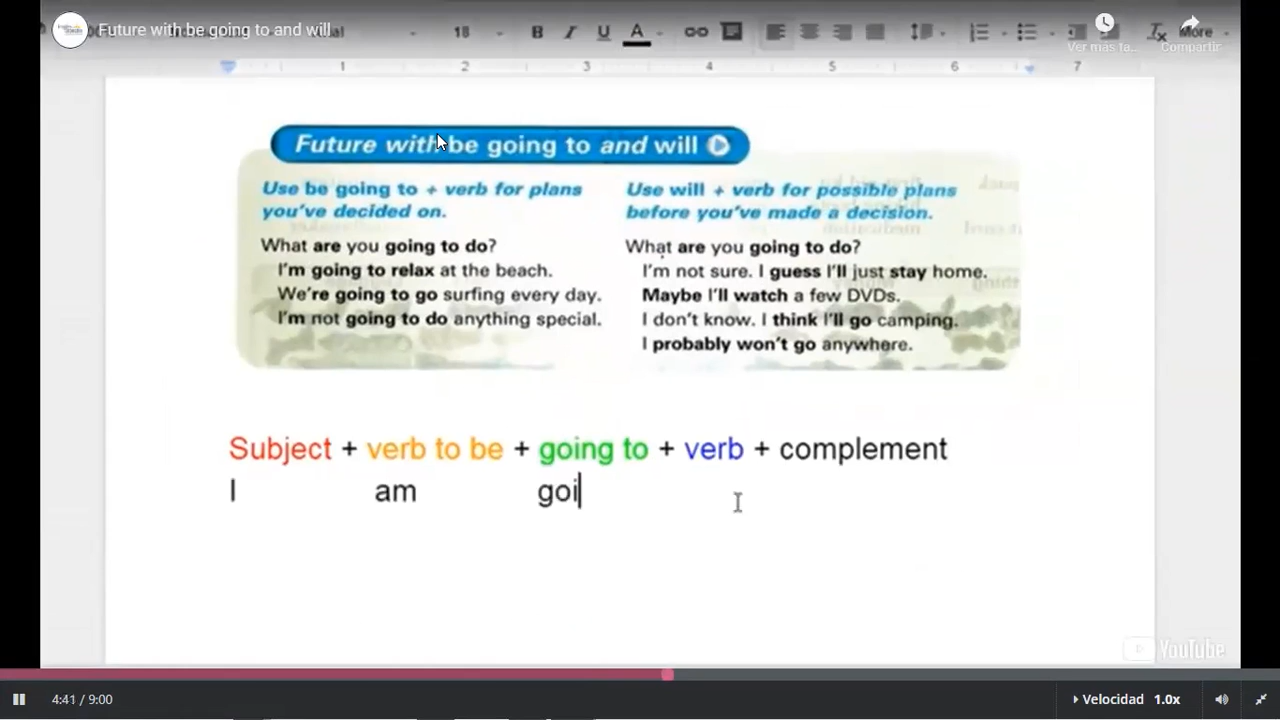 Future with be going to and will
18
B I U A
More
Ver más ta...
Compartir
1 2 3 4 5 6 7
Future with be going to and will
Use be going to + verb for plans
you've decided on.
What are you going to do?
I'm going to relax at the beach.
We're going to go surfing every day.
I'm not going to do anything special.
Use will + verb for possible plans
before you've made a decision.
What are you going to do?
I'm not sure. I guess I'll just stay home.
Maybe I'll watch a few DVDs.
I don't know. I think I'll go camping.
I probably won't go anywhere.
Subject + verb to be + going to + verb + complement
I am goi
YouTube
4:41 / 9:00
Velocidad 1.0x